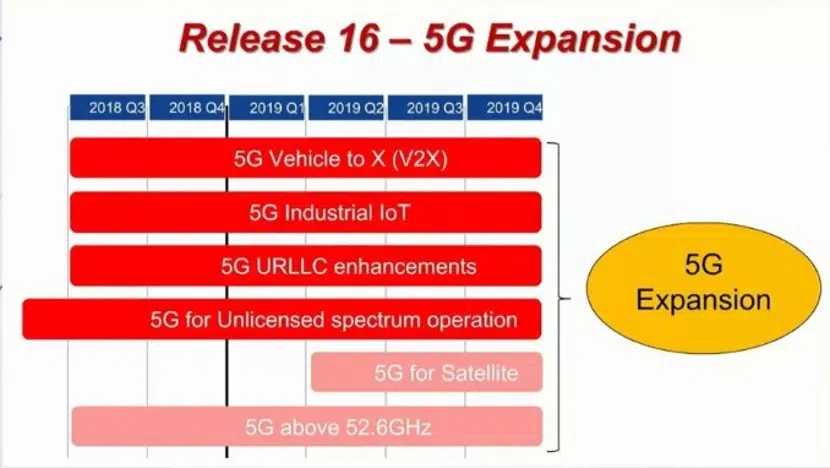 Release 16 – 5G Expansion
2018 Q3 2018 Q4 2019 Q1 2019 Q2 2019 Q3 2019 Q4
5G Vehicle to X (V2X)
5G Industrial IoT
5G URLLC enhancements
5G for Unlicensed spectrum operation
5G for Satellite
5G above 52.6GHz
5G
Expansion